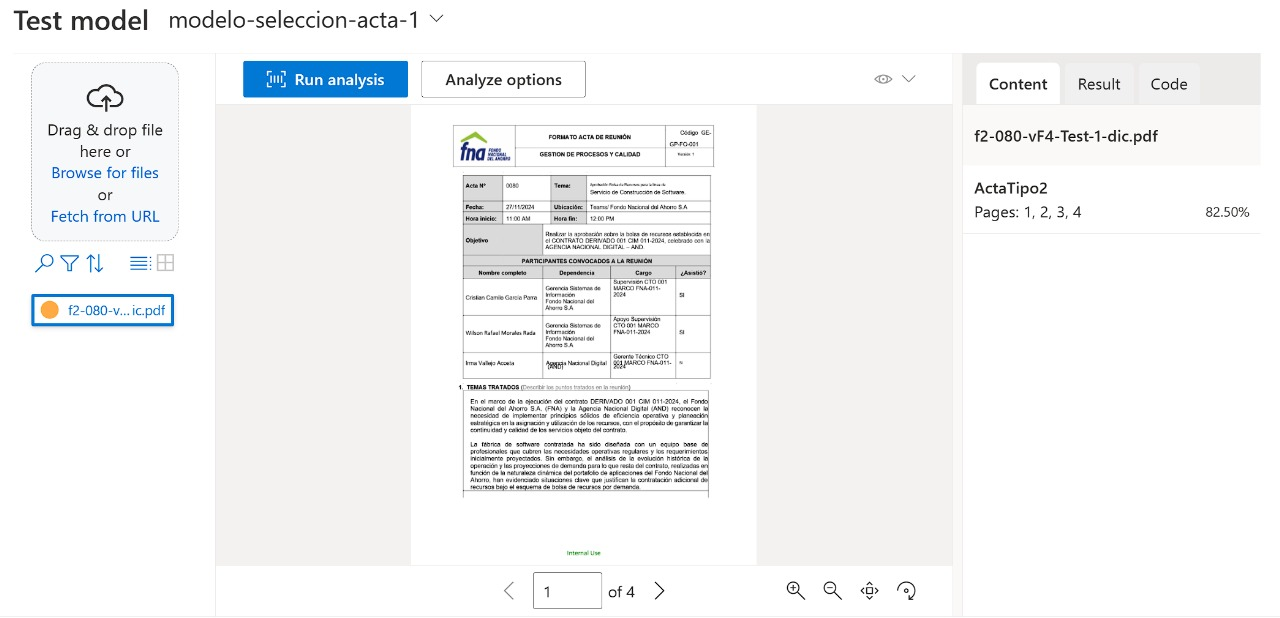 Test model modelo-seleccion-acta-1
Drag & drop file
here or
Browse for files
or
Fetch from URL
f2-080-v... ic.pdf
Run analysis
Analyze options
fna FONDO
NACIONAL
DEL AHORRO
FORMATO ACTA DE REUNIÓN
GESTION DE PROCESOS Y CALIDAD
Código GE-
GP-FO-001
Versión 1
Acta Nº 0080 Tema: Aprobación Bolsa de Recursos para la línea de
Servicio de Construcción de Software.
Fecha: 27/11/2024 Ubicación: Teams/ Fondo Nacional del Ahorro S.A
Hora inicio: 11:00 AM Hora fin: 12:00 PM
Objetivo
Realizar la aprobación sobre la bolsa de recursos establecida en
el CONTRATO DERIVADO 001 CIM 011-2024, celebrado con la
AGENCIA NACIONAL DIGITAL – AND.
PARTICIPANTES CONVOCADOS A LA REUNIÓN
Nombre completo Dependencia Cargo ¿Asistió?
Cristian Camilo García Parra
Gerencia Sistemas de
Información
Fondo Nacional del
Ahorro S.A
Supervisión CTO 001
MARCO FNA-011-
2024
SI
Wilson Rafael Morales Rada
Gerencia Sistemas de
Información
Fondo Nacional del
Ahorro S.A
Apoyo Supervisión
CTO 001 MARCO
FNA-011-2024
SI
Irma Vallejo Acosta
Agencia Nacional Digital
(AND)
Gerente Técnico CTO
001 MARCO FNA-011-
2024
1. TEMAS TRATADOS (Describir los puntos tratados en la reunión)
En el marco de la ejecución del contrato DERIVADO 001 CIM 011-2024, el Fondo
Nacional del Ahorro S.A. (FNA) y la Agencia Nacional Digital (AND) reconocen la
necesidad de implementar principios sólidos de eficiencia operativa y planeación
estratégica en la asignación y utilización de los recursos, con el propósito de garantizar la
continuidad y calidad de los servicios objeto del contrato.
La fábrica de software contratada ha sido diseñada con un equipo base de
profesionales que cubren las necesidades operativas regulares y los requerimientos
inicialmente proyectados. Sin embargo, el análisis de la evolución histórica de la
operación y las proyecciones de demanda para lo que resta del contrato, realizadas en
función de la naturaleza dinámica del portafolio de aplicaciones del Fondo Nacional del
Ahorro, han evidenciado situaciones clave que justifican la contratación adicional de
recursos bajo el esquema de bolsa de recursos por demanda.
Internal Use
1 of 4
Content Result Code
f2-080-vF4-Test-1-dic.pdf
ActaTipo2
Pages: 1, 2, 3, 4 82.50%